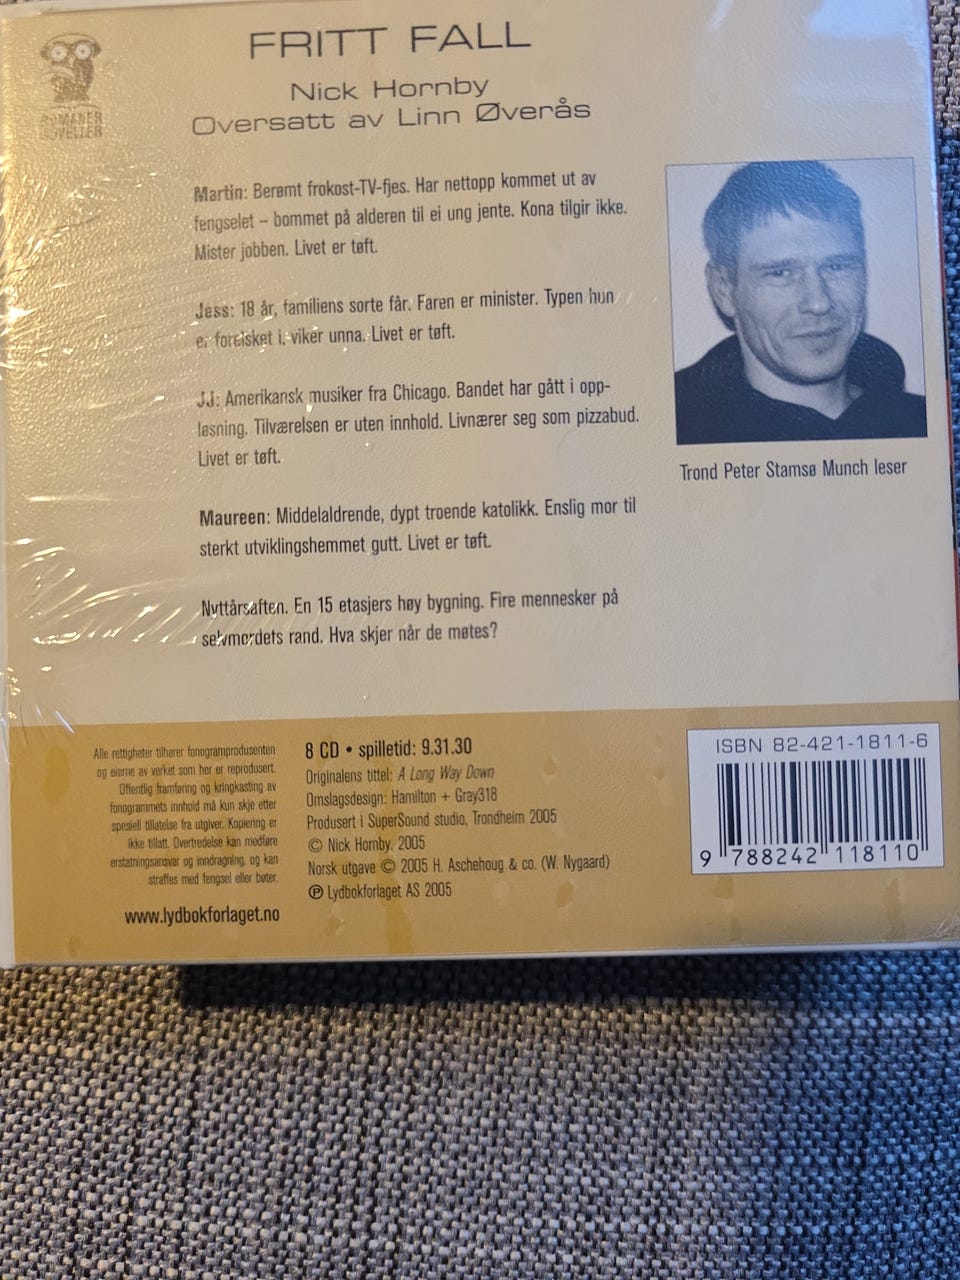 FRITT FALL
Nick Hornby
Oversatt av Linn Øverås
ROMANER
NOVELLER
Martin: Berømt frokost-TV-fjes. Har nettopp kommet ut av
fengselet – bommet på alderen til ei ung jente. Kona tilgir ikke.
Mister jobben. Livet er tøft.
Jess: 18 år, familiens sorte får. Faren er minister. Typen hun
er forelsket i, viker unna. Livet er tøft.
JJ: Amerikansk musiker fra Chicago. Bandet har gått i opp-
løsning. Tilværelsen er uten innhold. Livnærer seg som pizzabud.
Livet er tøft.
Maureen: Middelaldrende, dypt troende katolikk. Enslig mor til
sterkt utviklingshemmet gutt. Livet er tøft.
Nyttårsaften. En 15 etasjers høy bygning. Fire mennesker på
selvmordets rand. Hva skjer når de møtes?
Trond Peter Stamsø Munch leser
Alle rettigheter tilhører fonogramprodusenten
og eierne av verket som her er reprodusert.
Offentlig framføring og kringkasting av
fonogrammets innhold må kun skje etter
spesiell tillatelse fra utgiver. Kopiering er
ikke tillatt. Overtredelse kan medføre
erstatningsansvar og inndragning, og kan
straffes med fengsel eller bøter.
www.lydbokforlaget.no
8 CD • spilletid: 9.31.30
Originalens tittel: A Long Way Down
Omslagsdesign: Hamilton + Gray318
Produsert i SuperSound studio, Trondheim 2005
© Nick Hornby, 2005
Norsk utgave © 2005 H. Aschehoug & co. (W. Nygaard)
℗ Lydbokforlaget AS 2005
ISBN 82-421-1811-6
9 788242 118110